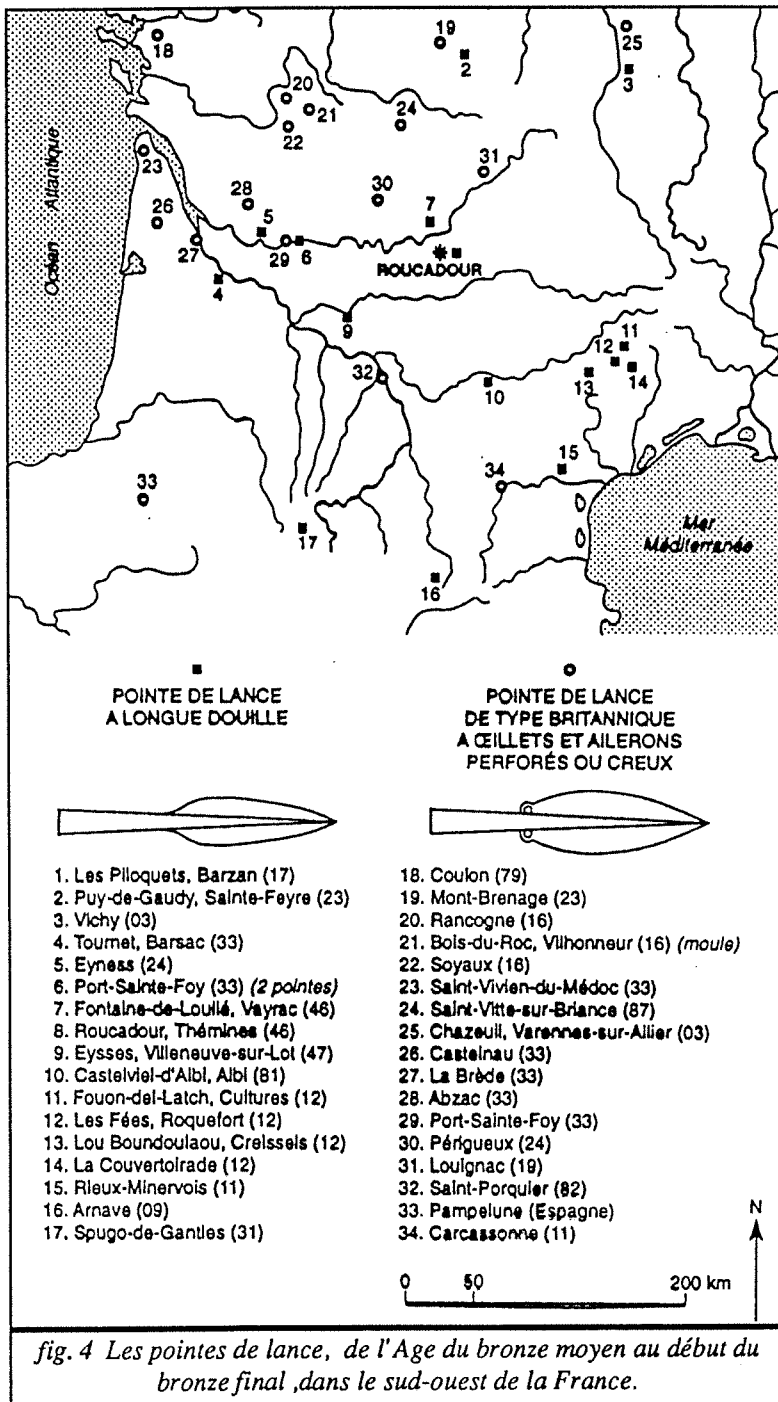 18
19
2
25
3
20
21
22
24
23
31
28
30
7
26
5
27
29
6
ROUCADOUR
4
9
11
12
32
10
13
14
15
33
34
17
16
Océan Atlantique
Mer
Méditerranée
POINTE DE LANCE
A LONGUE DOUILLE
1. Les Piloquets, Barzan (17)
2. Puy-de-Gaudy, Sainte-Feyre (23)
3. Vichy (03)
4. Toumet, Barsac (33)
5. Eyness (24)
6. Port-Sainte-Foy (33) (2 pointes)
7. Fontaine-de-Loulié, Vayrac (46)
8. Roucadour, Thémines (46)
9. Eysses, Villeneuve-sur-Lot (47)
10. Castelviel-d'Albi, Albi (81)
11. Fouon-del-Latch, Cultures (12)
12. Les Fées, Roquefort (12)
13. Lou Boundoulaou, Creissels (12)
14. La Couvertoirade (12)
15. Rieux-Minervois (11)
16. Arnave (09)
17. Spugo-de-Ganties (31)
POINTE DE LANCE
DE TYPE BRITANNIQUE
A ŒILLETS ET AILERONS
PERFORÉS OU CREUX
18. Coulon (79)
19. Mont-Brenage (23)
20. Rancogne (16)
21. Bois-du-Roc, Vilhonneur (16) (moule)
22. Soyaux (16)
23. Saint-Vivien-du-Médoc (33)
24. Saint-Vitte-sur-Briance (87)
25. Chazeuil, Varennes-sur-Allier (03)
26. Castelnau (33)
27. La Brède (33)
28. Abzac (33)
29. Port-Sainte-Foy (33)
30. Périgueux (24)
31. Louignac (19)
32. Saint-Porquier (82)
33. Pampelune (Espagne)
34. Carcassonne (11)
N
0 50 200 km
fig. 4 Les pointes de lance, de l'Age du bronze moyen au début du
bronze final ,dans le sud-ouest de la France.